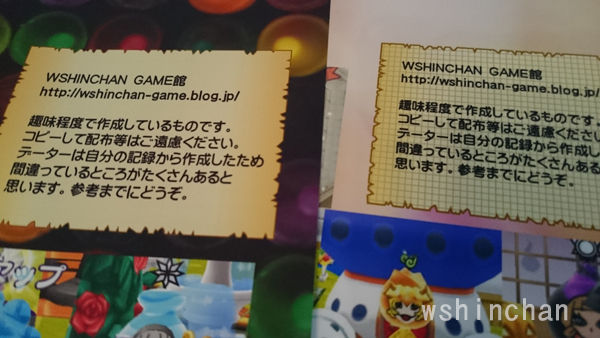 WSHINCHAN GAME館
http://wshinchan-game.blog.jp/
趣味程度で作成しているものです。
コピーして配布等はご遠慮ください。
データーは自分の記録から作成したため
間違っているところがたくさんあると
思います。参考までにどうぞ。
マップ
WSHINCHAN GAME館
http://wshinchan-game.blog.jp/
趣味程度で作成しているものです
コピーして配布等はご遠慮くださ
データーは自分の記録から作成し
間違っているところがたくさんあ
思います。参考までにどうぞ。
wshinchan